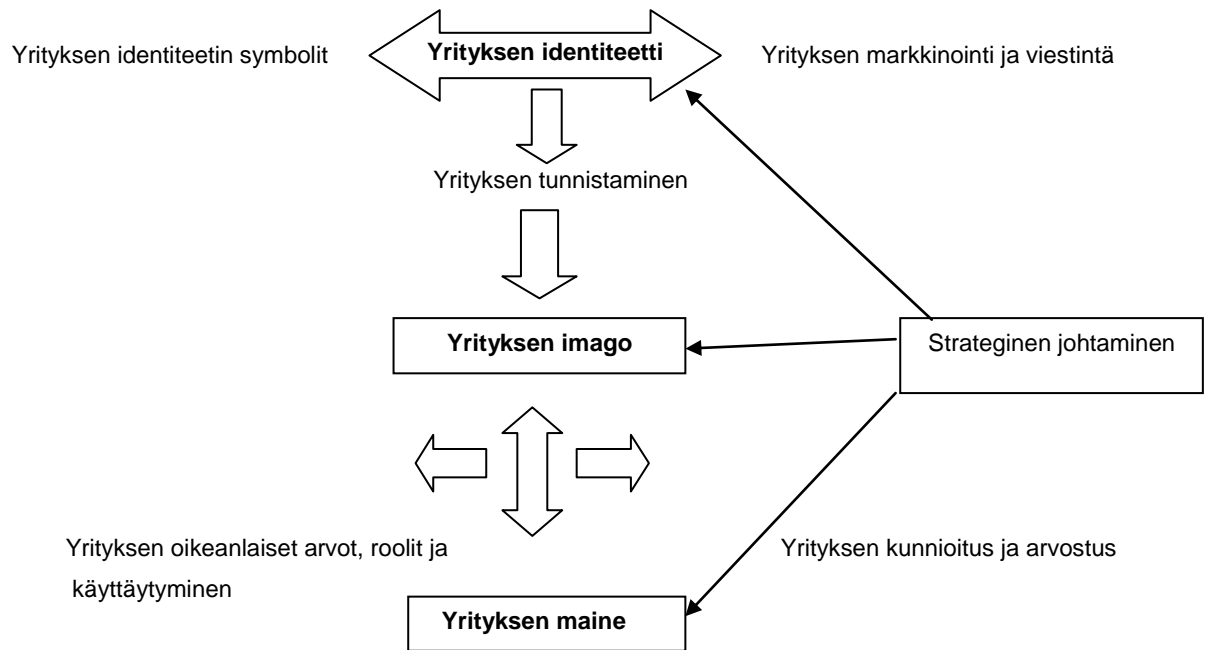 Yrityksen identiteetin symbolit
Yrityksen identiteetti
Yrityksen markkinointi ja viestintä
Yrityksen tunnistaminen
Yrityksen imago
Strateginen johtaminen
Yrityksen oikeanlaiset arvot, roolit ja
käyttäytyminen
Yrityksen kunnioitus ja arvostus
Yrityksen maine